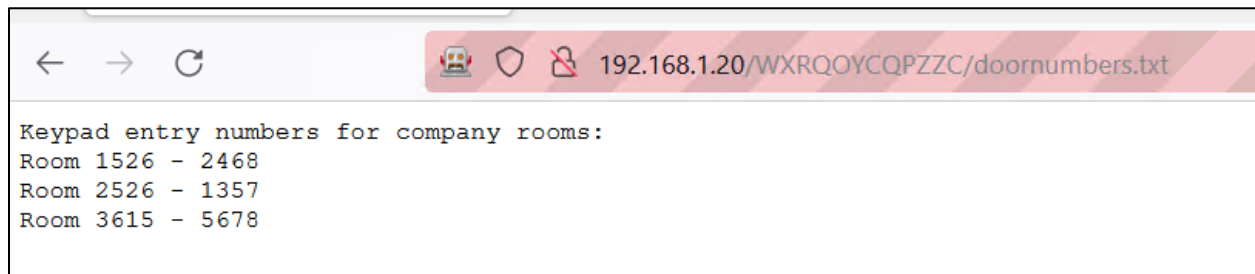 192.168.1.20/WXRQOYCQPZZC/doornumbers.txt
Keypad entry numbers for company rooms:
Room 1526 - 2468
Room 2526 - 1357
Room 3615 - 5678